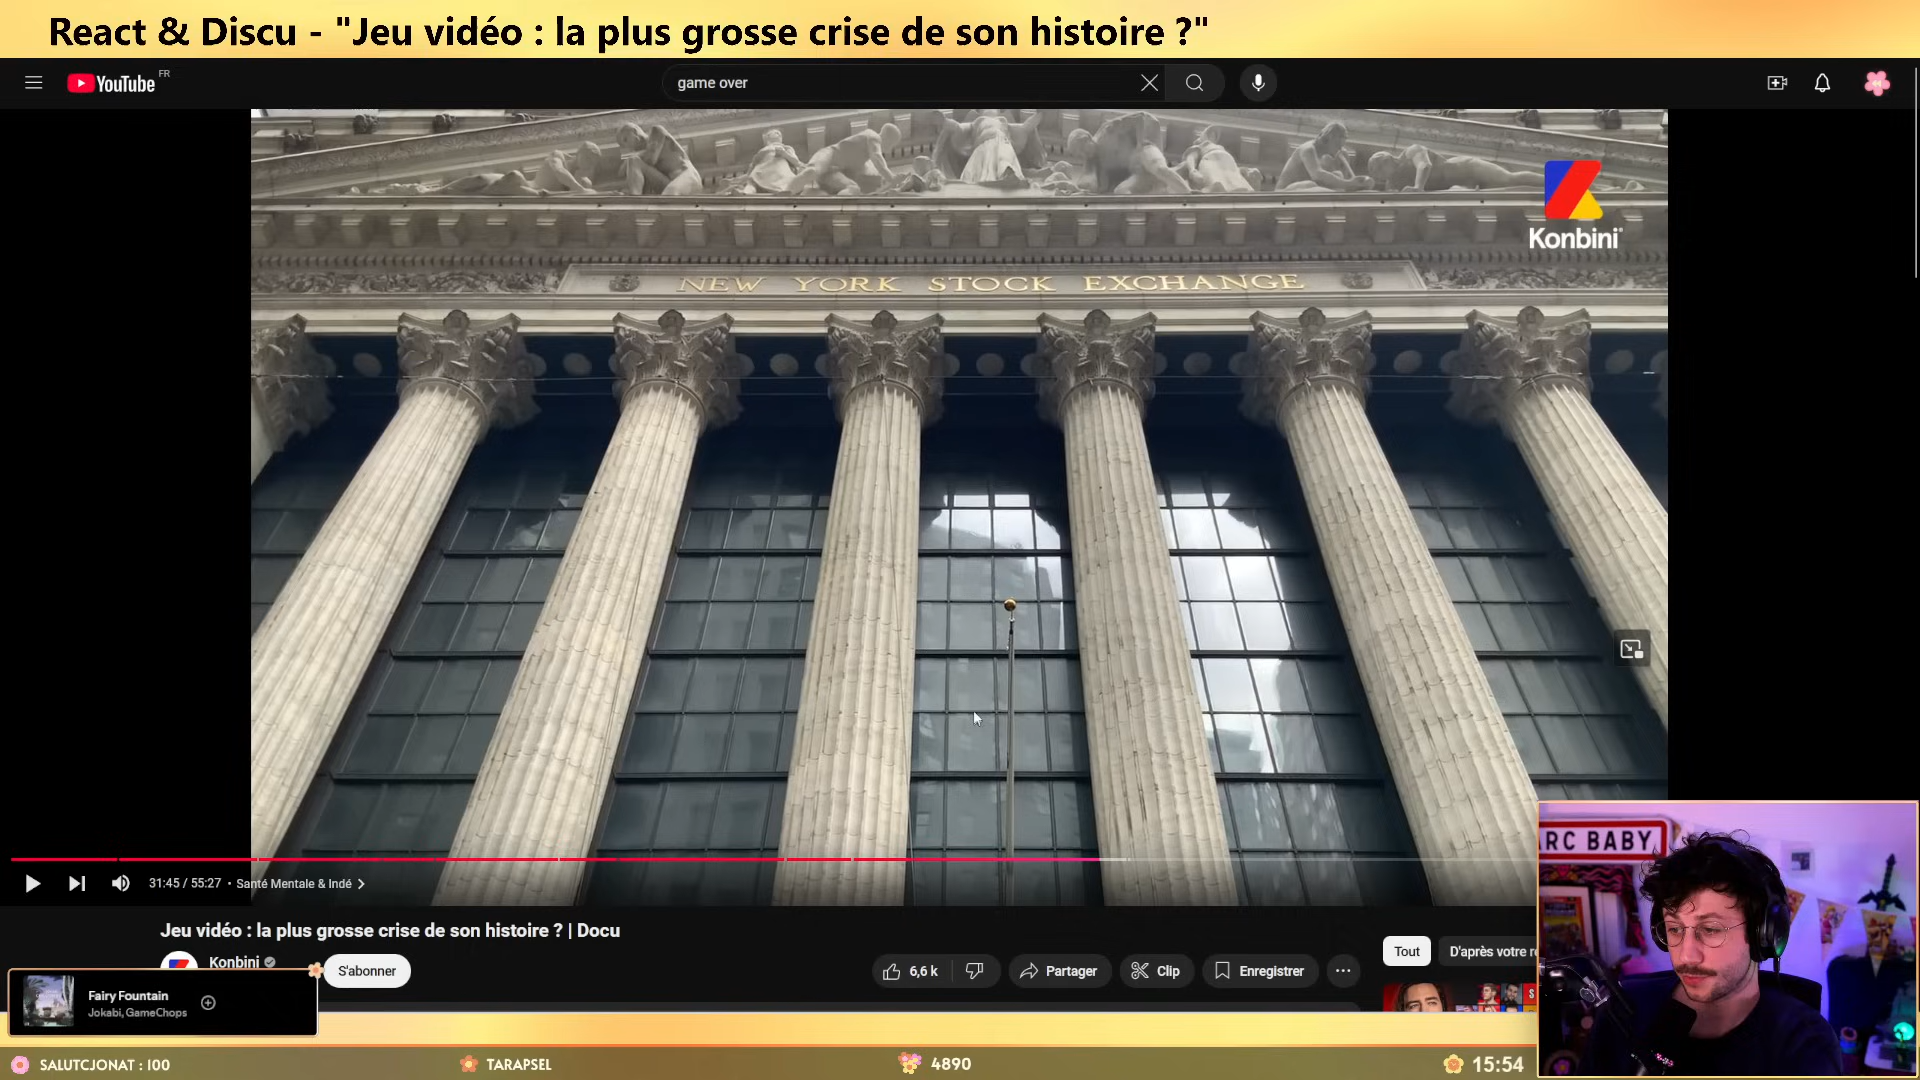 React & Discu - "Jeu vidéo : la plus grosse crise de son histoire ?"
YouTube FR
game over
Konbini
NEW YORK STOCK EXCHANGE
ARC BABY
31:45 / 55:27 • Santé Mentale & Indé
Jeu vidéo : la plus grosse crise de son histoire ? | Docu
Konbini
S'abonner
6,6 k
Partager
Clip
Enregistrer
Tout
D'après votre re
Fairy Fountain
Jokabi, GameChops
SALUTCJONAT : 100
TARAPSEL
4890
15:54